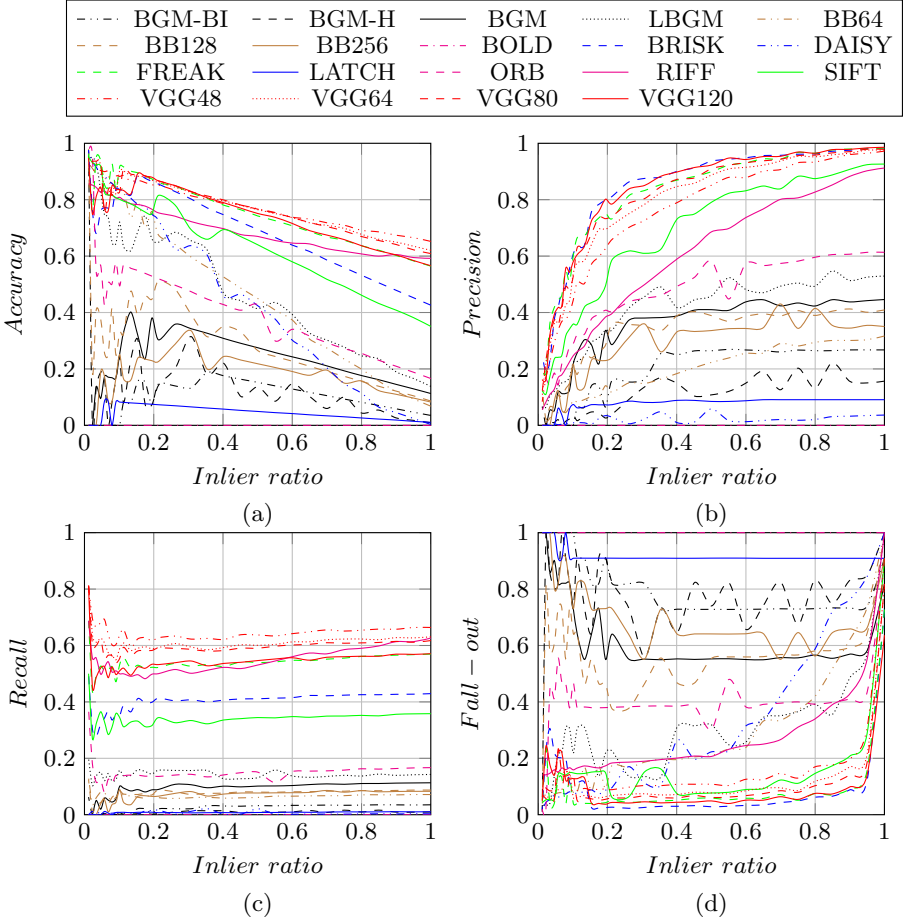 BGM-BI BGM-H BGM LBGM BB64
BB128 BB256 BOLD BRISK DAISY
FREAK LATCH ORB RIFF SIFT
VGG48 VGG64 VGG80 VGG120
1
0.8
0.6
0.4
0.2
0
0 0.2 0.4 0.6 0.8 1
Accuracy
Inlier ratio
(a)
1
0.8
0.6
0.4
0.2
0
0 0.2 0.4 0.6 0.8 1
Precision
Inlier ratio
(b)
1
0.8
0.6
0.4
0.2
0
0 0.2 0.4 0.6 0.8 1
Recall
Inlier ratio
(c)
1
0.8
0.6
0.4
0.2
0
0 0.2 0.4 0.6 0.8 1
Fall − out
Inlier ratio
(d)